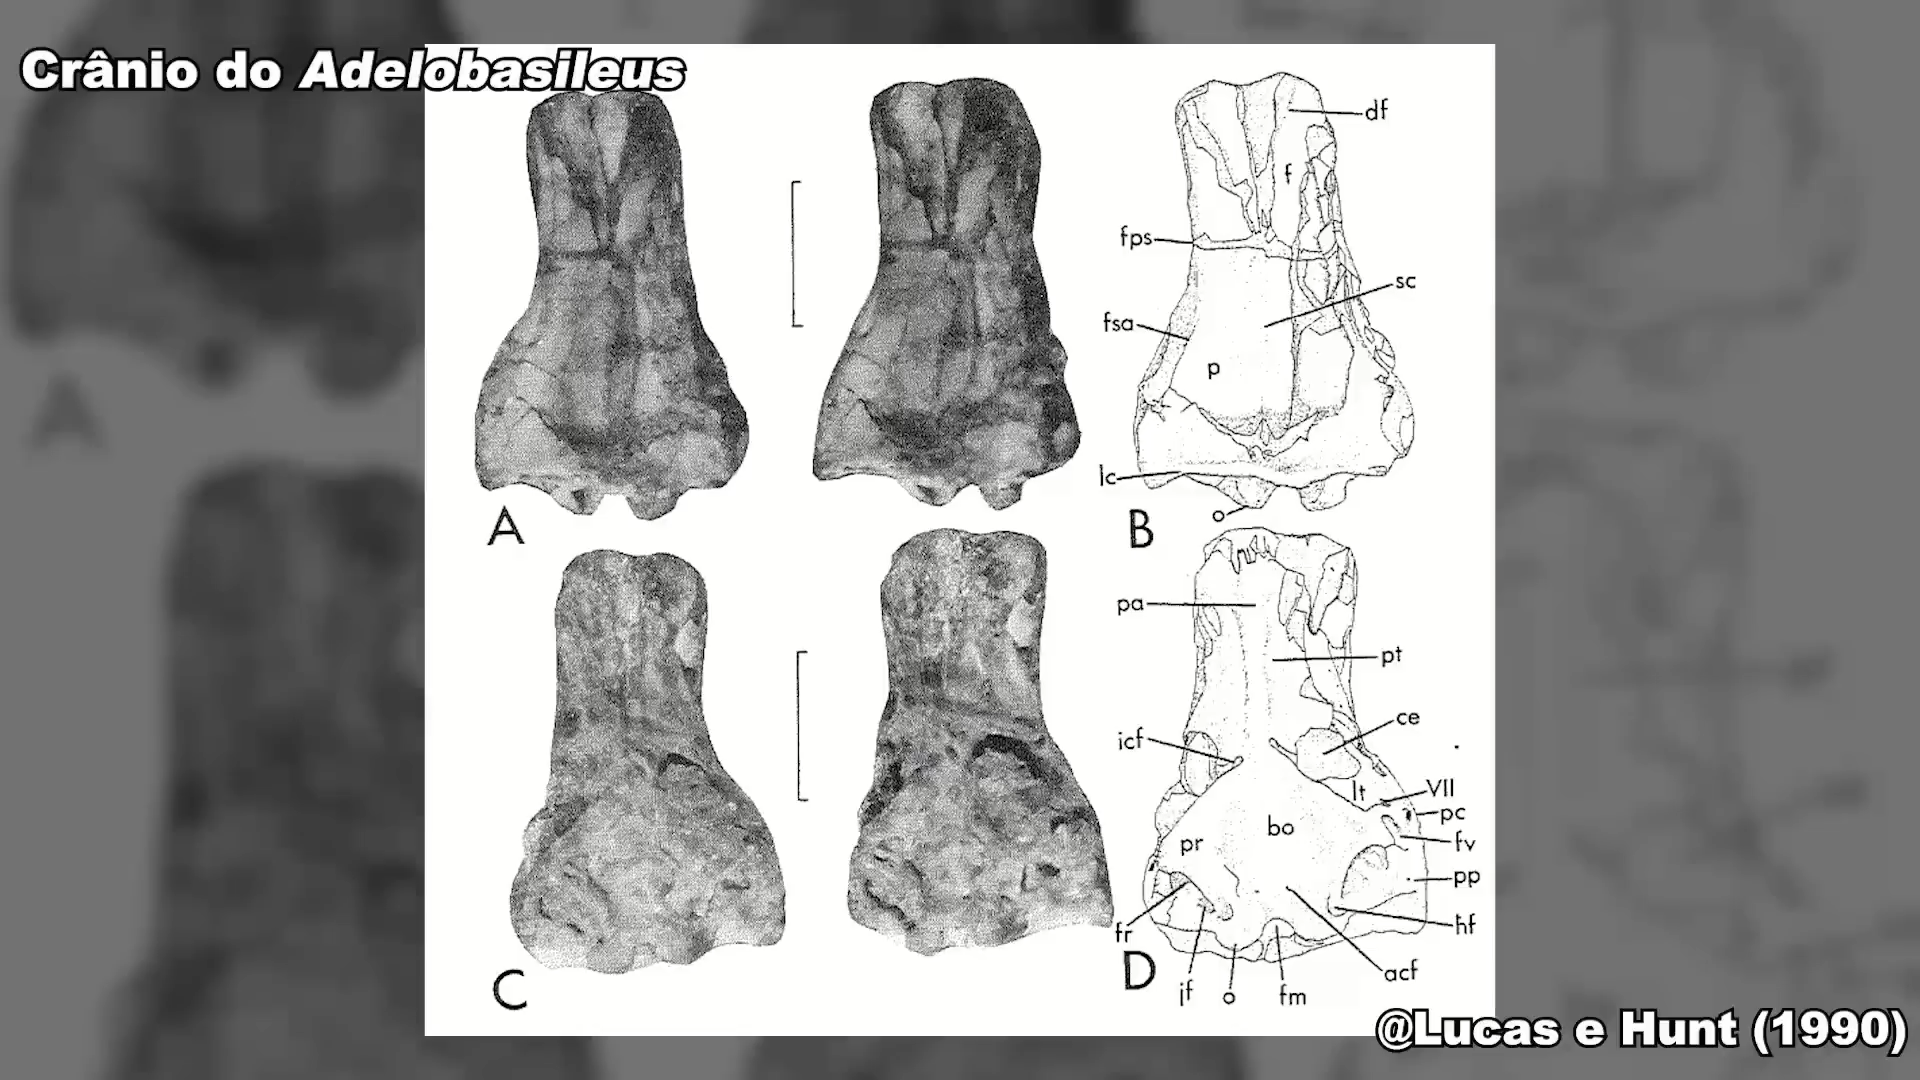 Crânio do Adelobasileus
df
f
fps
sc
fsa
p
lc
o
A
B
pa
pt
ce
icf
lt
VII
pc
bo
fv
pr
pp
hf
fr
acf
C
D
jf
o
fm
@Lucas e Hunt (1990)
A